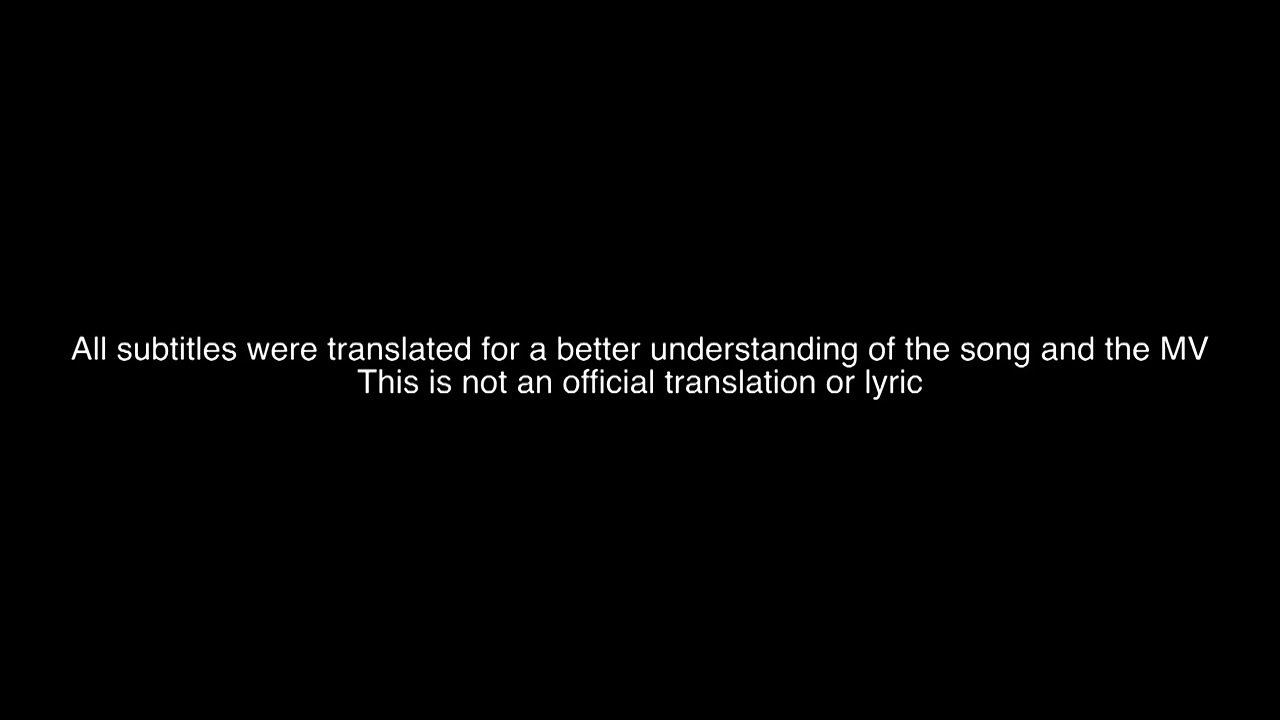 All subtitles were translated for a better understanding of the song and the MV
This is not an official translation or lyric